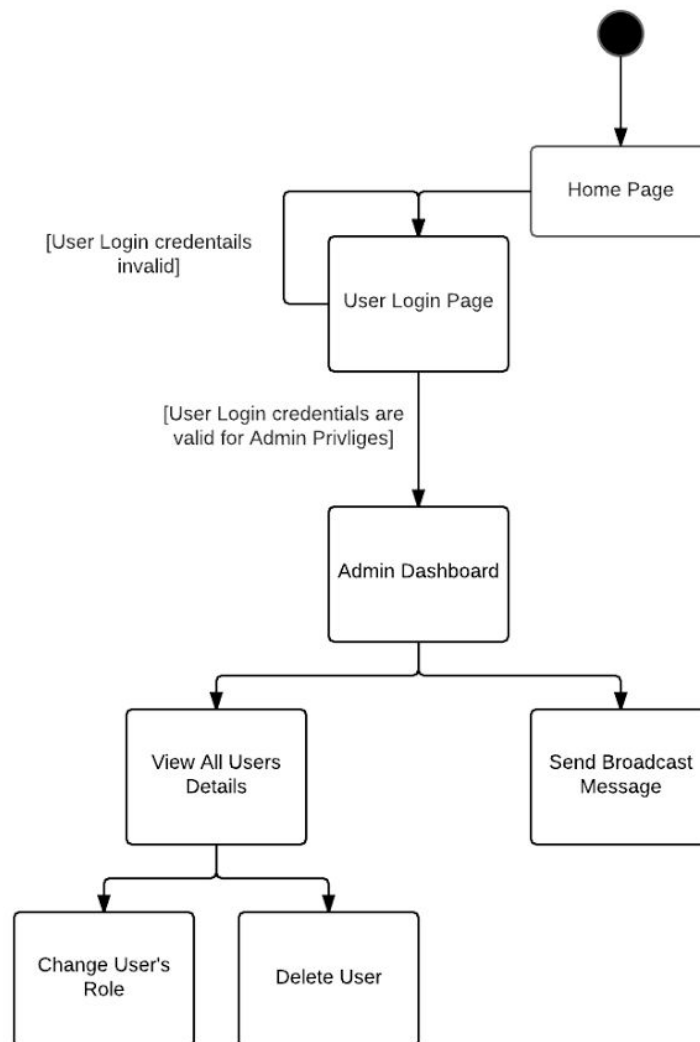 Home Page
[User Login credentails
invalid]
User Login Page
[User Login credentials are
valid for Admin Privliges]
Admin Dashboard
View All Users
Details
Send Broadcast
Message
Change User's
Role
Delete User